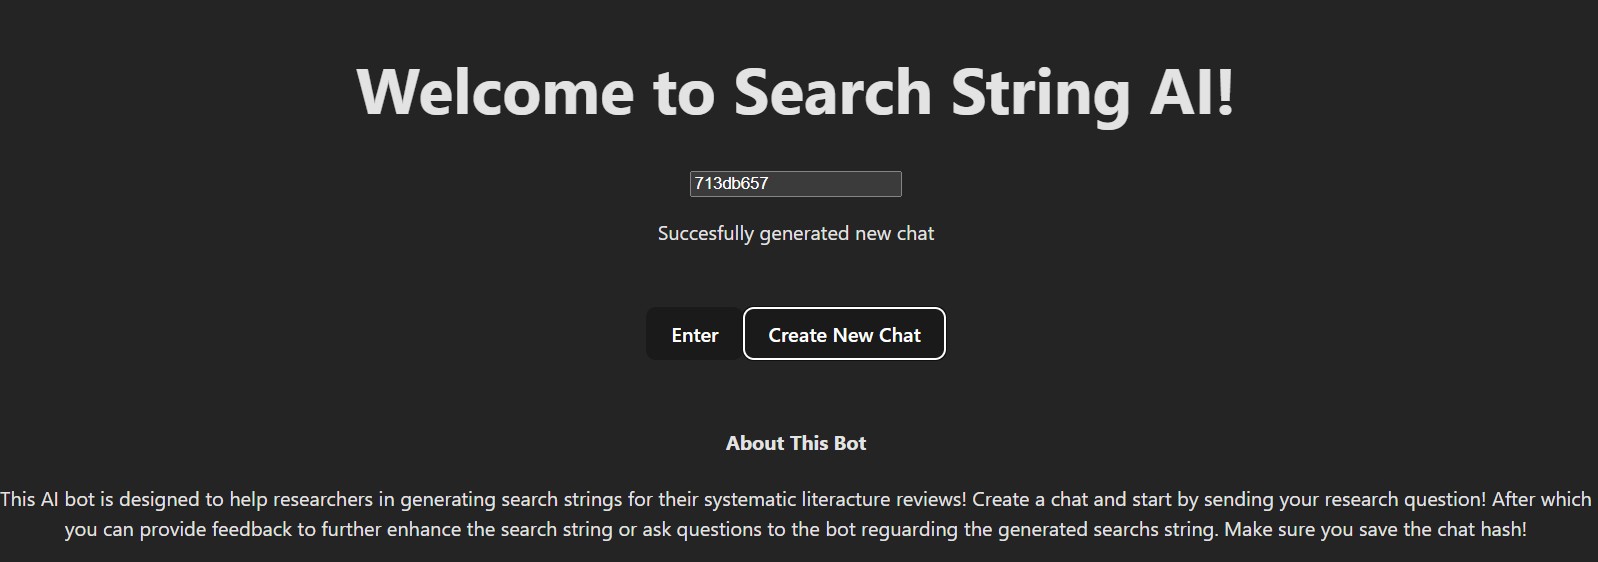 Welcome to Search String AI!
713db657
Succesfully generated new chat
Enter Create New Chat
About This Bot
This AI bot is designed to help researchers in generating search strings for their systematic literacture reviews! Create a chat and start by sending your research question! After which
you can provide feedback to further enhance the search string or ask questions to the bot reguarding the generated searchs string. Make sure you save the chat hash!